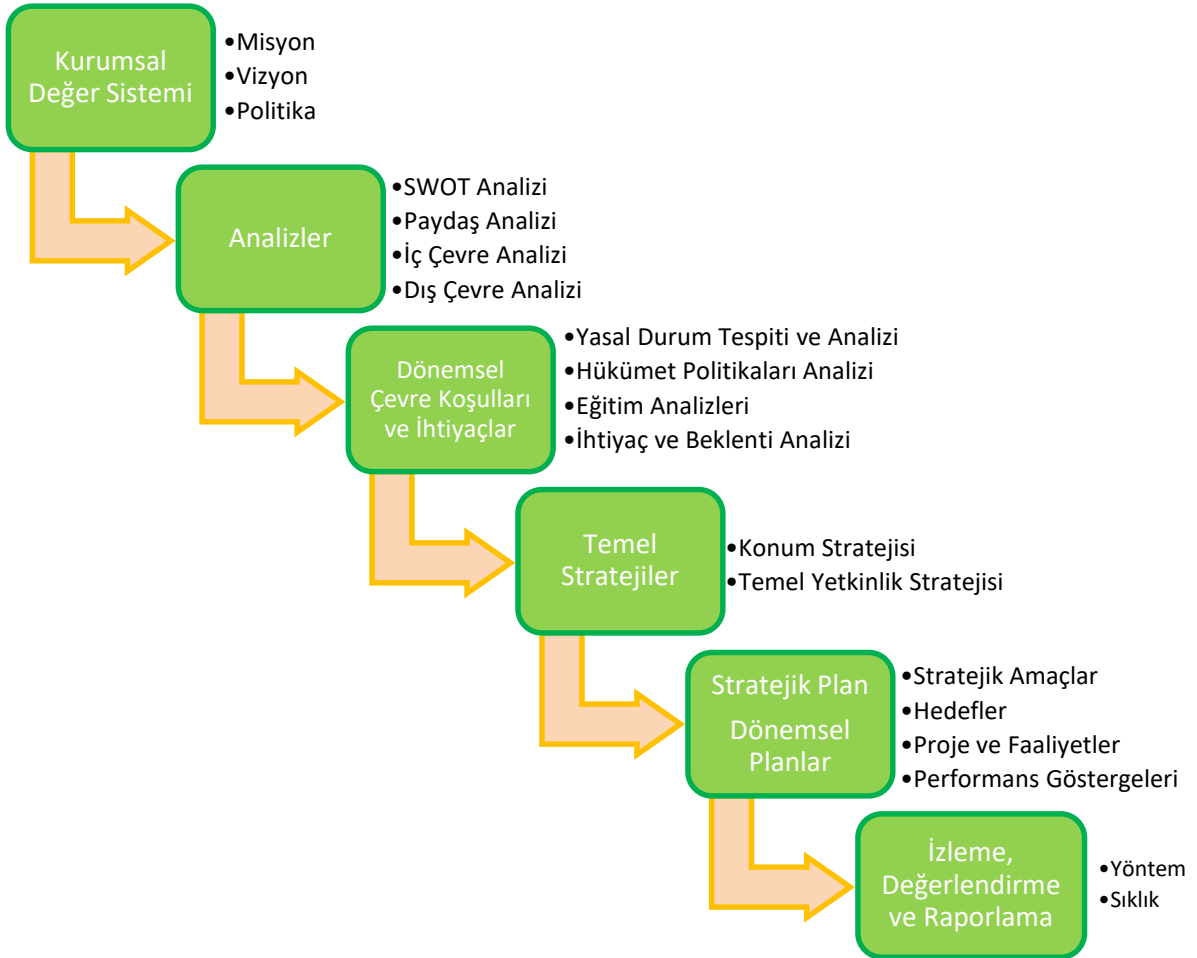 Kurumsal
Değer Sistemi
•Misyon
•Vizyon
•Politika
Analizler
•SWOT Analizi
•Paydaş Analizi
•İç Çevre Analizi
•Dış Çevre Analizi
Dönemsel
Çevre Koşulları
ve İhtiyaçlar
•Yasal Durum Tespiti ve Analizi
•Hükümet Politikaları Analizi
•Eğitim Analizleri
•İhtiyaç ve Beklenti Analizi
Temel
Stratejiler
•Konum Stratejisi
•Temel Yetkinlik Stratejisi
Stratejik Plan
Dönemsel
Planlar
•Stratejik Amaçlar
•Hedefler
•Proje ve Faaliyetler
•Performans Göstergeleri
İzleme,
Değerlendirme
ve Raporlama
•Yöntem
•Sıklık